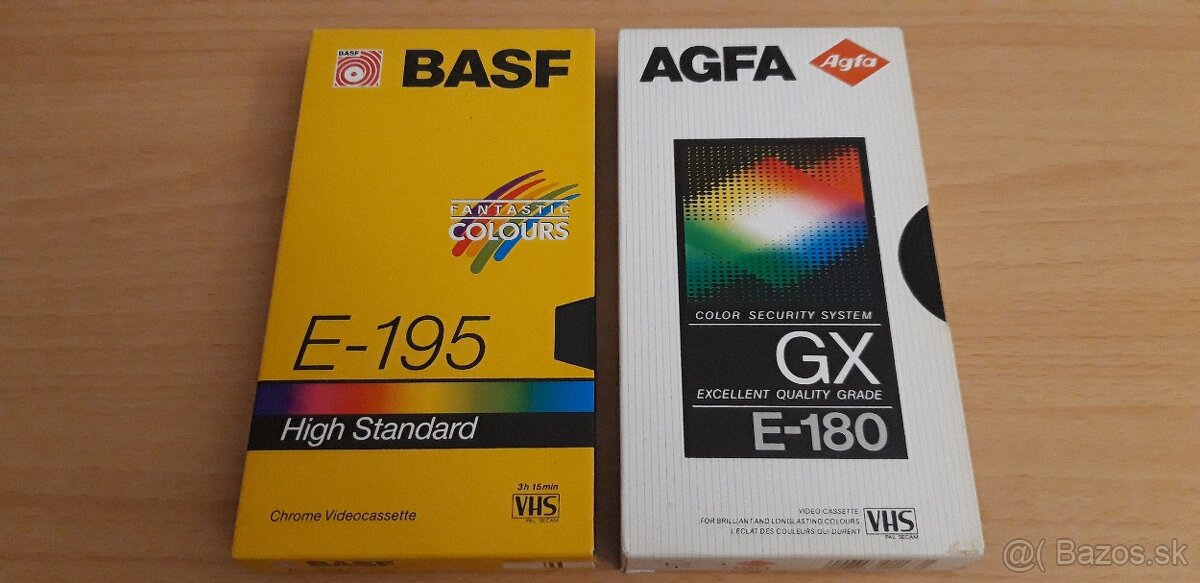 BASF
BASF
FANTASTIC
COLOURS
E-195
High Standard
3h 15min
Chrome Videocassette
VHS
PAL SECAM
BASF
AGFA
Agfa
COLOR SECURITY SYSTEM
GX
EXCELLENT QUALITY GRADE
E-180
VIDEO CASSETTE
FOR BRILLIANT AND LONGLASTING COLOURS
L'ECLAT DES COULEURS QUI DURENT
VHS
PAL SECAM
@( Bazos.sk